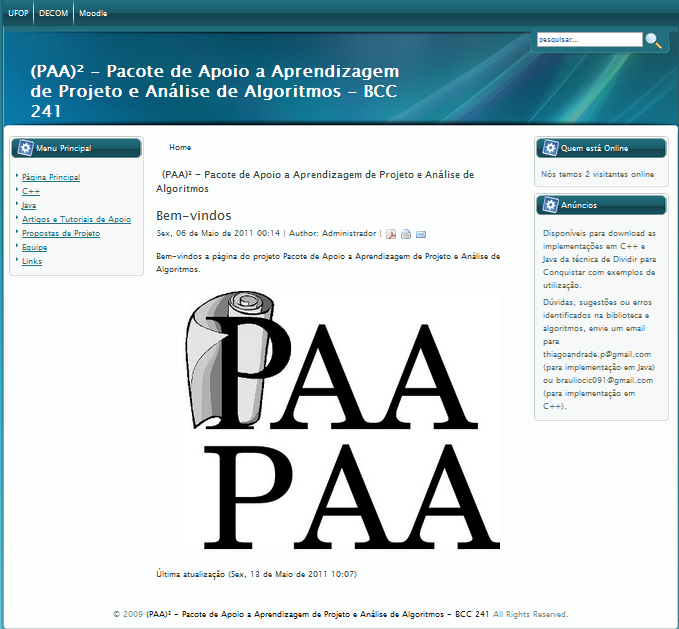 UFOP DECOM Moodle
pesquisar...
(PAA)² - Pacote de Apoio a Aprendizagem
de Projeto e Análise de Algoritmos - BCC
241
Menu Principal
Página Principal
C++
Java
Artigos e Tutoriais de Apoio
Propostas de Projeto
Equipe
Links
Home
(PAA)² - Pacote de Apoio a Aprendizagem de Projeto e Análise de
Algoritmos
Bem-vindos
Sex, 06 de Maio de 2011 00:14 | Author: Administrador |
Bem-vindos a página do projeto Pacote de Apoio a Aprendizagem de Projeto e Análise de
Algoritmos.
PAA
PAA
Última atualização (Sex, 13 de Maio de 2011 10:07)
Quem está Online
Nós temos 2 visitantes online
Anúncios
Disponíveis para download as
implementações em C++ e
Java da técnica de Dividir para
Conquistar com exemplos de
utilização.
Dúvidas, sugestões ou erros
identificados na biblioteca e
algoritmos, envie um email
para
thiagoandrade.p@gmail.com
(para implementação em Java)
ou brauliocic091@gmail.com
(para implementação em
C++).
© 2009 (PAA)² - Pacote de Apoio a Aprendizagem de Projeto e Análise de Algoritmos - BCC 241 All Rights Reserved.